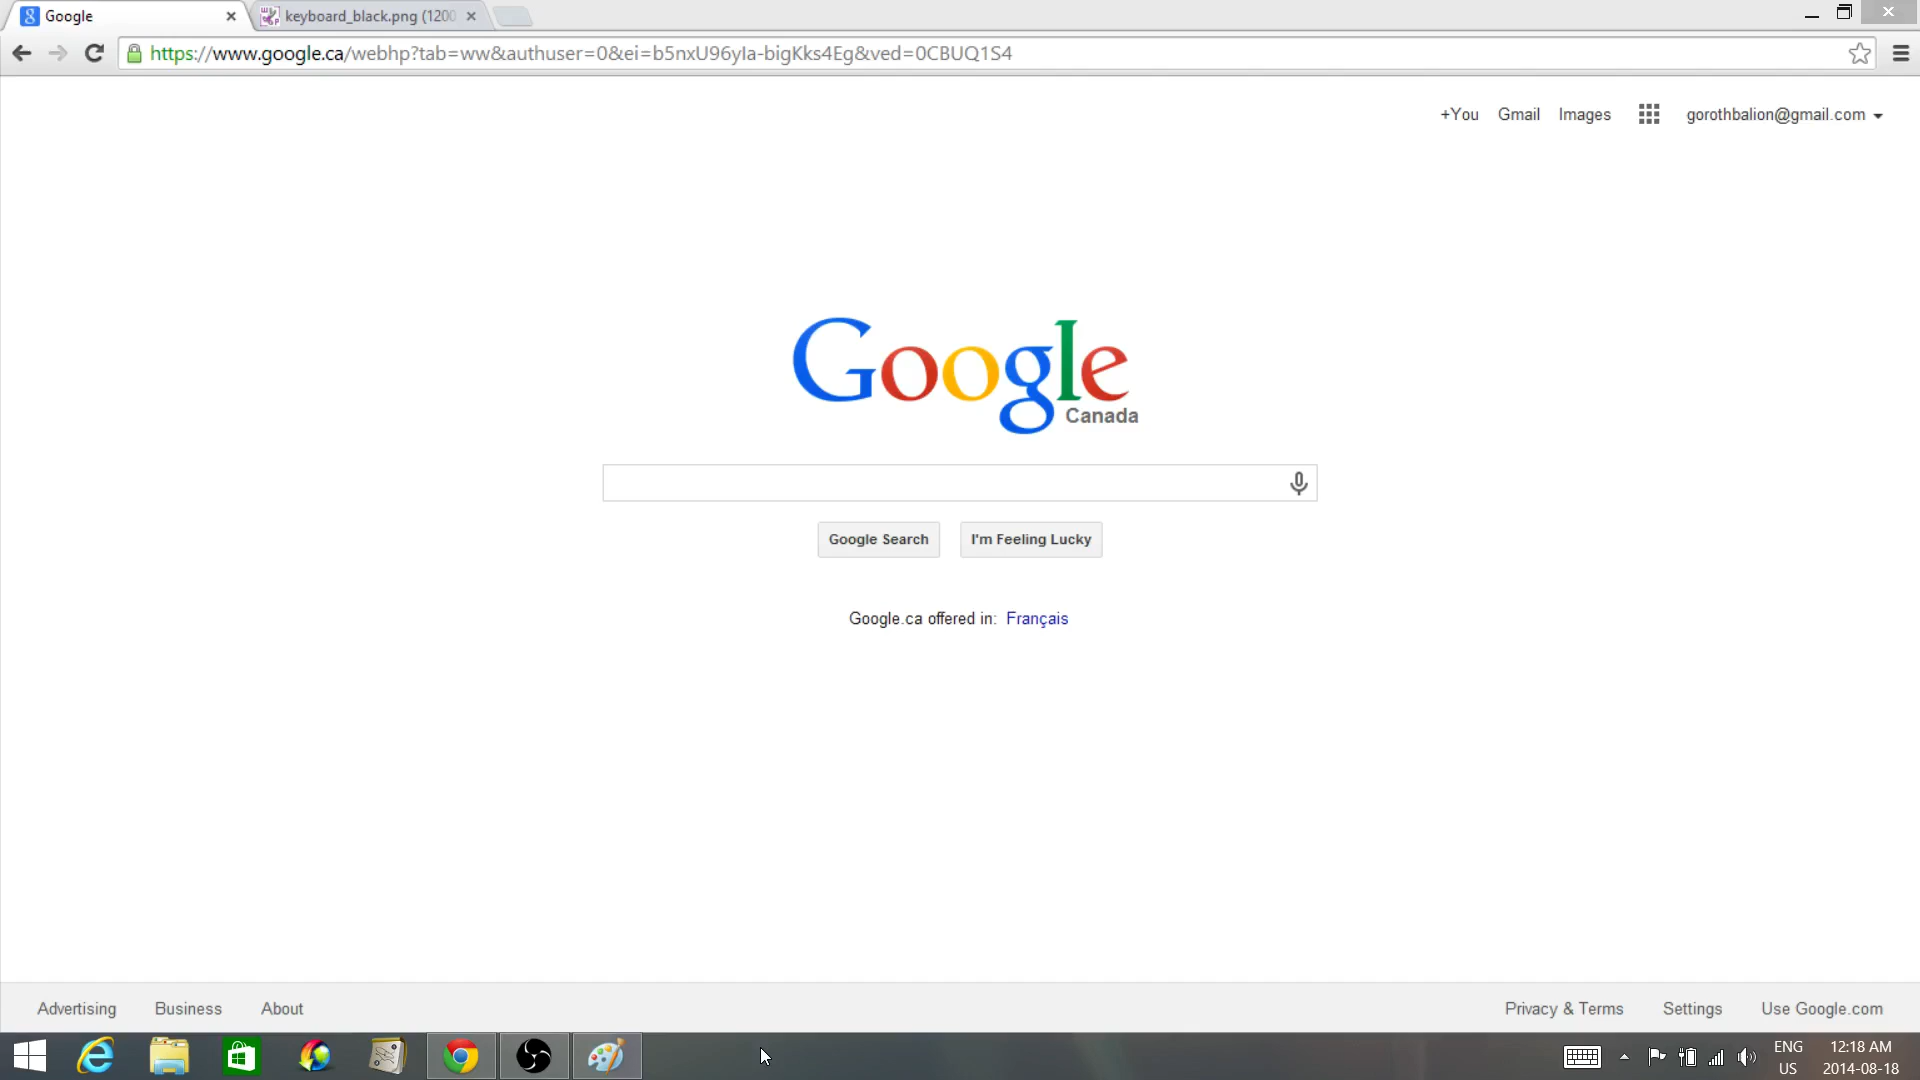 Google
keyboard_black.png (1200
https://www.google.ca/webhp?tab=ww&authuser=0&ei=b5nxU96yIa-bigKks4Eg&ved=0CBUQ1S4
+You Gmail Images gorothbalion@gmail.com
Google
Canada
Google Search I'm Feeling Lucky
Google.ca offered in: Français
Advertising Business About Privacy & Terms Settings Use Google.com
ENG 12:18 AM
US 2014-08-18